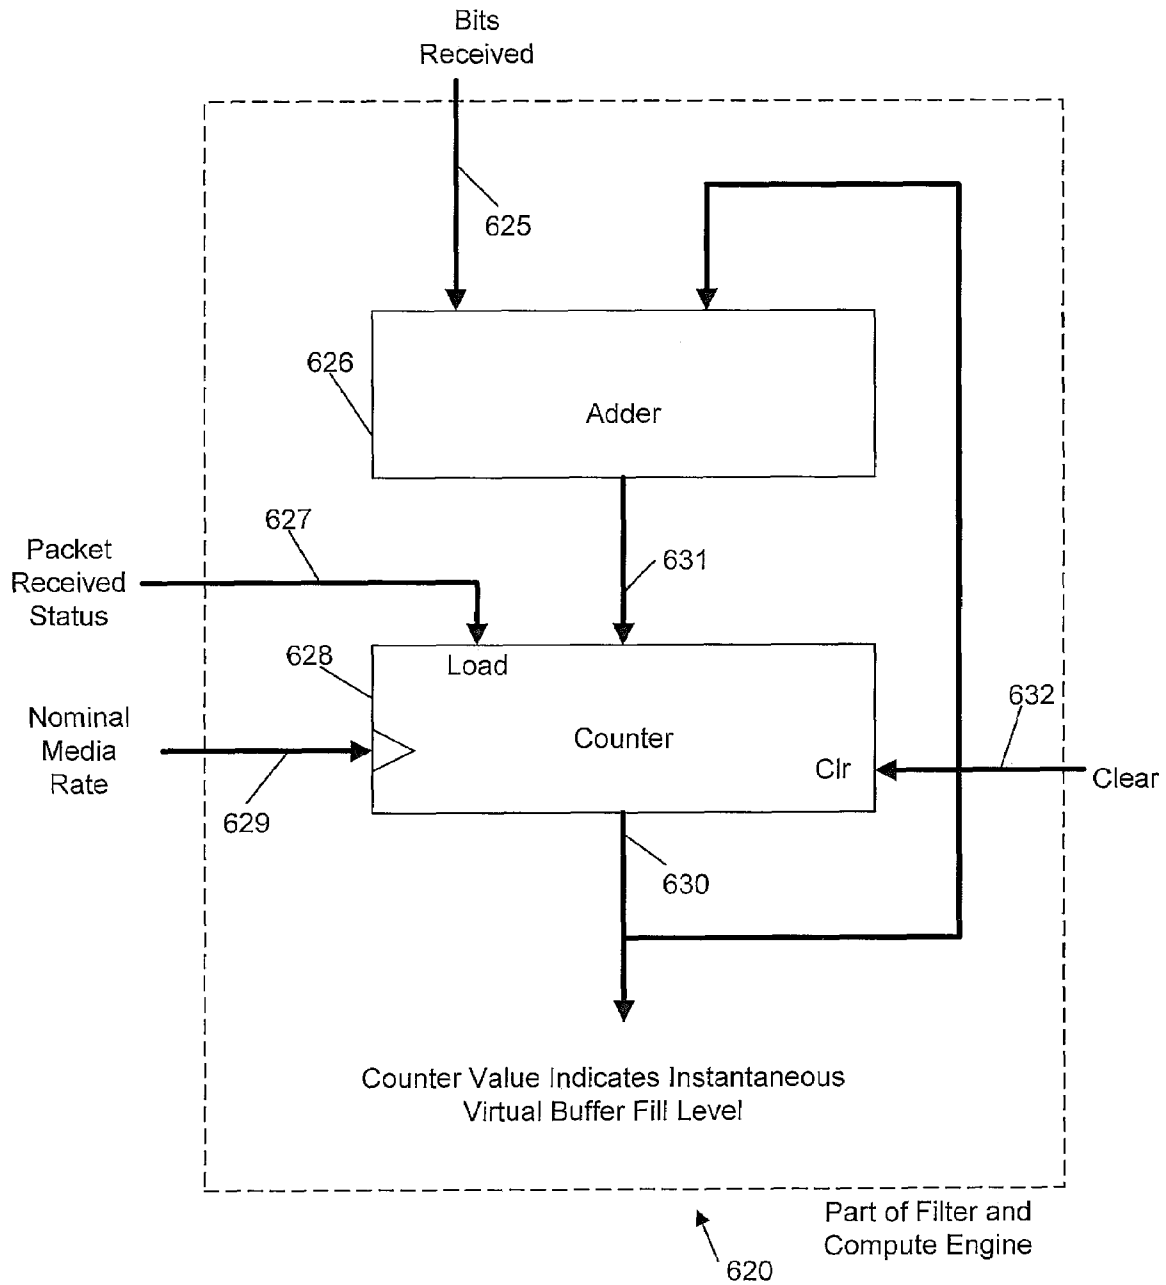 Bits
Received
625
626
Adder
627
Packet
Received
Status
631
628
Load
632
Nominal
Media
Rate
Counter
Clr
Clear
629
630
Counter Value Indicates Instantaneous
Virtual Buffer Fill Level
Part of Filter and
Compute Engine
620